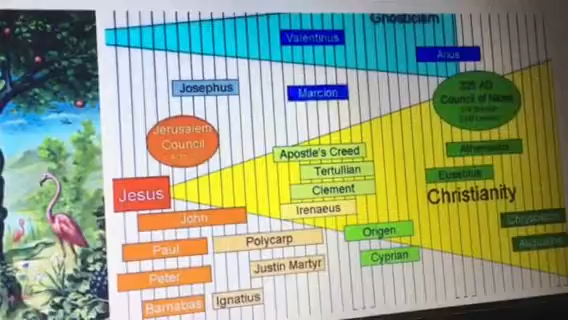 Gnosticism
Valentinus
Arius
Josephus
Marcion
325 AD
Council of Nicea
Jerusalem
Council
Apostle's Creed
Athanasius
Tertullian
Eusebius
Clement
Jesus
Christianity
Irenaeus
John
Chrysostom
Origen
Polycarp
Augustine
Paul
Cyprian
Justin Martyr
Peter
Ignatius
Barnabas